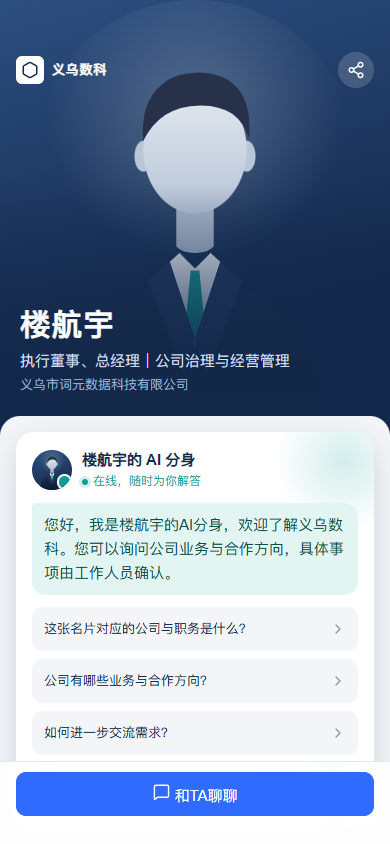 义乌数科
楼航宇
执行董事、总经理｜公司治理与经营管理
义乌市词元数据科技有限公司
楼航宇的 AI 分身
在线，随时为你解答
您好，我是楼航宇的AI分身，欢迎了解义乌数
科。您可以询问公司业务与合作方向，具体事
项由工作人员确认。
这张名片对应的公司与职务是什么？
公司有哪些业务与合作方向？
如何进一步交流需求？
和TA聊聊